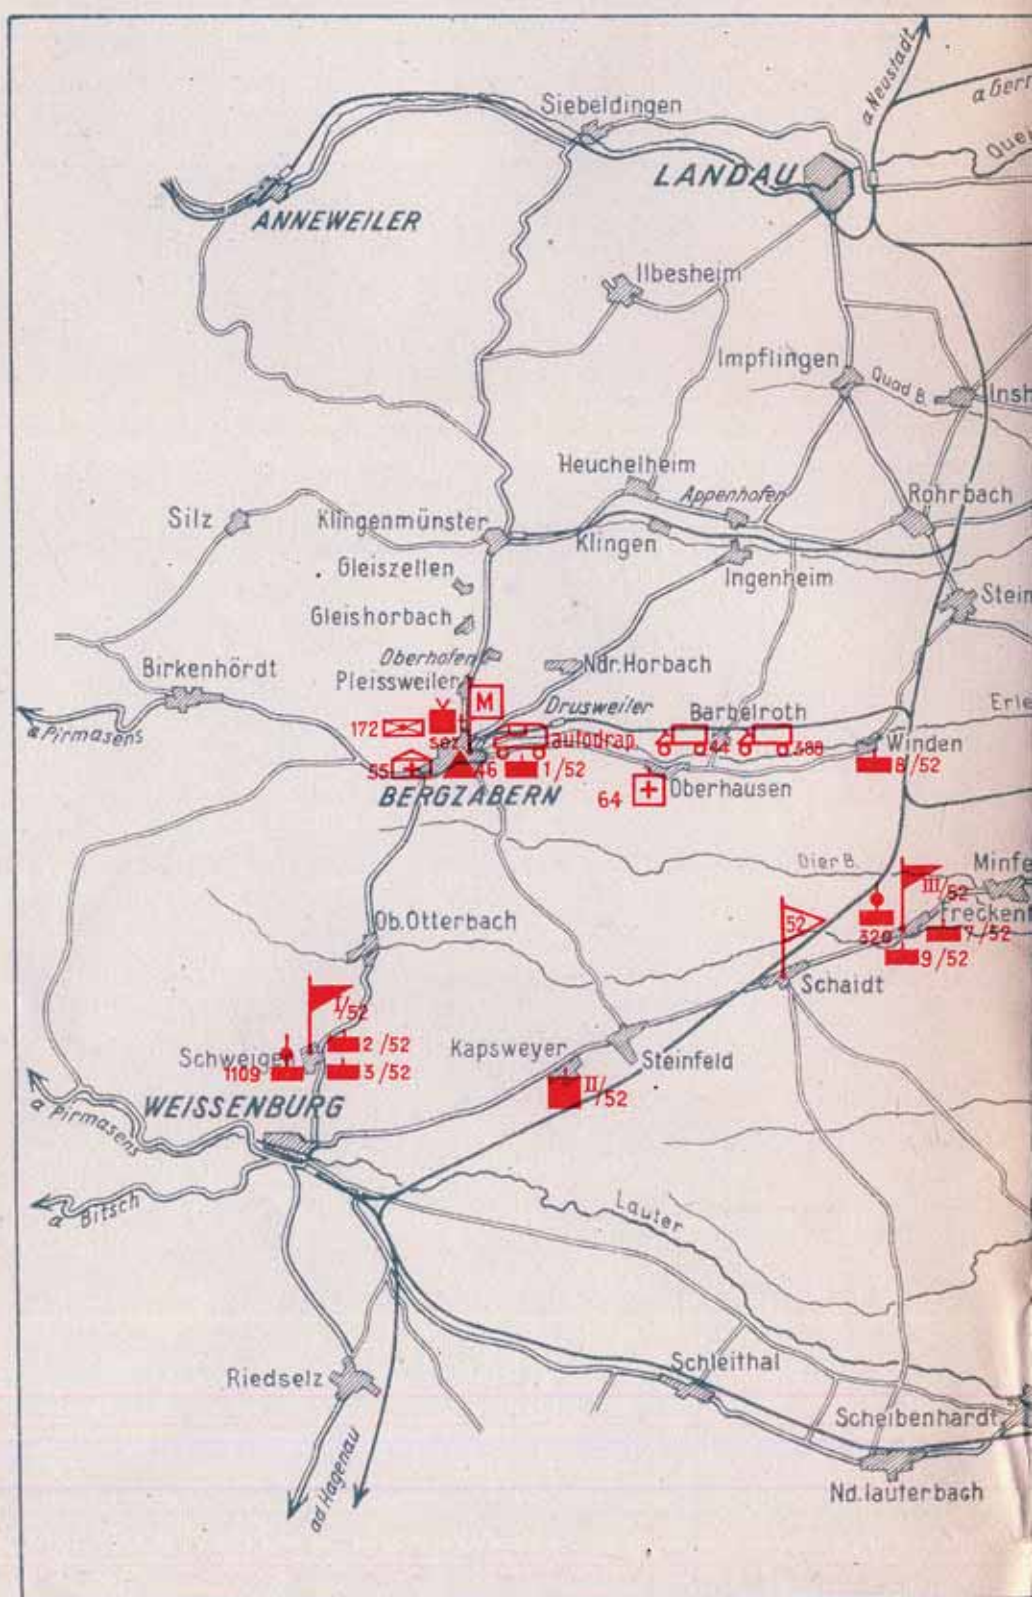 a Neustadt
a Gerr
Siebeldingen
LANDAU
Que
ANNEWEILER
Ilbesheim
Impflingen
Quad B.
Insh
Heuchelheim
Appenhofen
Rohrbach
Silz
Klingenmünster
Klingen
Gleiszellen
Ingenheim
Gleishorbach
Stein
Oberhofen
Ndr. Horbach
Birkenhördt
Pleissweiler
M
Drusweiler
Barbelroth
Erle
a Pirmasens
172
sez
autodrap.
44
388
Winden
55
46
1/52
8/52
BERGZABERN
64
Oberhausen
Dier B.
Minfe
III/52
Freckenf
52
Ob. Otterbach
320
7/52
9/52
Schaidt
I/52
2/52
Schweigen
Kapsweyer
Steinfeld
1109
3/52
II/52
WEISSENBURG
a Pirmasens
a Bitsch
Lauter
Riedselz
Schleithal
Scheibenhardt
ad Hagenau
Nd. lauterbach